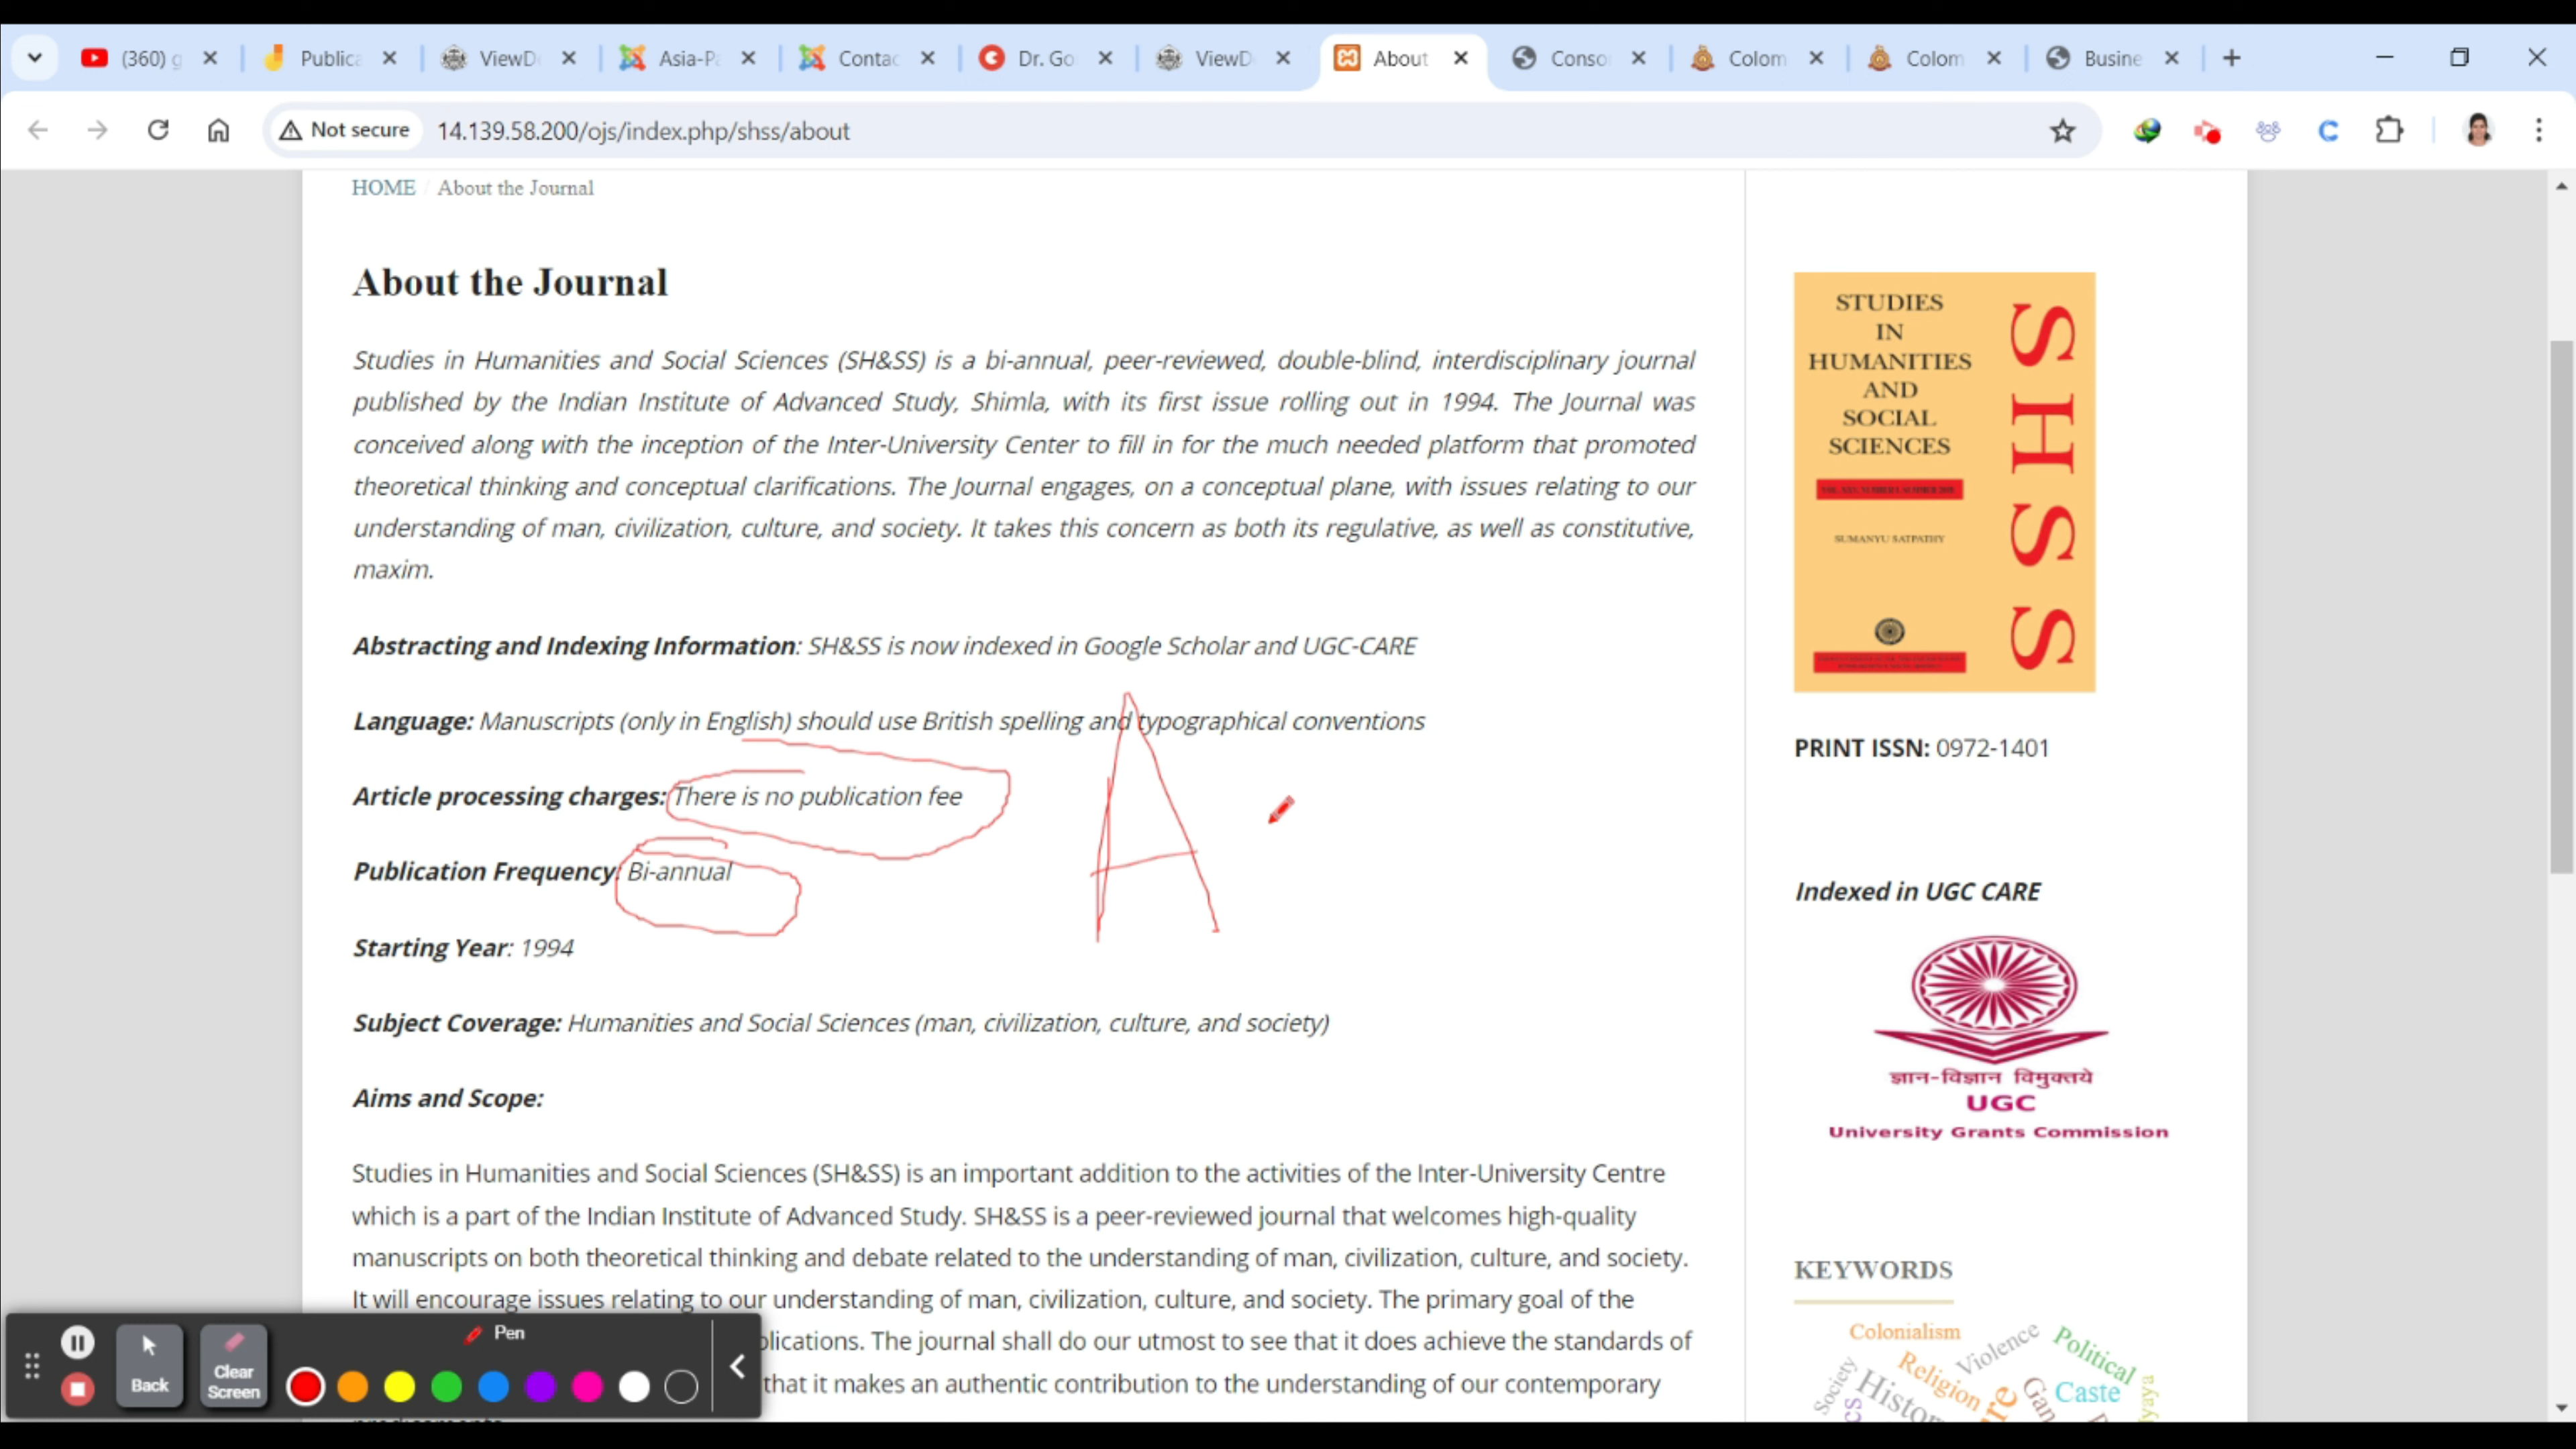 (360) g
Public
ViewD
Asia-Pa
Contac
Dr. Go
ViewD
About
Conso
Colom
Colom
Busine
Not secure
14.139.58.200/ojs/index.php/shss/about
HOME / About the Journal
About the Journal
Studies in Humanities and Social Sciences (SH&SS) is a bi-annual, peer-reviewed, double-blind, interdisciplinary journal
published by the Indian Institute of Advanced Study, Shimla, with its first issue rolling out in 1994. The Journal was
conceived along with the inception of the Inter-University Center to fill in for the much needed platform that promoted
theoretical thinking and conceptual clarifications. The Journal engages, on a conceptual plane, with issues relating to our
understanding of man, civilization, culture, and society. It takes this concern as both its regulative, as well as constitutive,
maxim.
Abstracting and Indexing Information: SH&SS is now indexed in Google Scholar and UGC-CARE
Language: Manuscripts (only in English) should use British spelling and typographical conventions
Article processing charges: There is no publication fee
A
Publication Frequency: Bi-annual
Starting Year: 1994
Subject Coverage: Humanities and Social Sciences (man, civilization, culture, and society)
Aims and Scope:
Studies in Humanities and Social Sciences (SH&SS) is an important addition to the activities of the Inter-University Centre
which is a part of the Indian Institute of Advanced Study. SH&SS is a peer-reviewed journal that welcomes high-quality
manuscripts on both theoretical thinking and debate related to the understanding of man, civilization, culture, and society.
It will encourage issues relating to our understanding of man, civilization, culture, and society. The primary goal of the
blications. The journal shall do our utmost to see that it does achieve the standards of
that it makes an authentic contribution to the understanding of our contemporary
STUDIES
IN
HUMANITIES
AND
SOCIAL
SCIENCES
SUMANYU SATPATHY
SHSS
PRINT ISSN: 0972-1401
Indexed in UGC CARE
ज्ञान-विज्ञान विमुक्तये
UGC
University Grants Commission
KEYWORDS
Colonialism
Violence
Political
Society
Religion
Caste
Histor
Gan
re
cs
yaya
Pen
Back
Clear
Screen